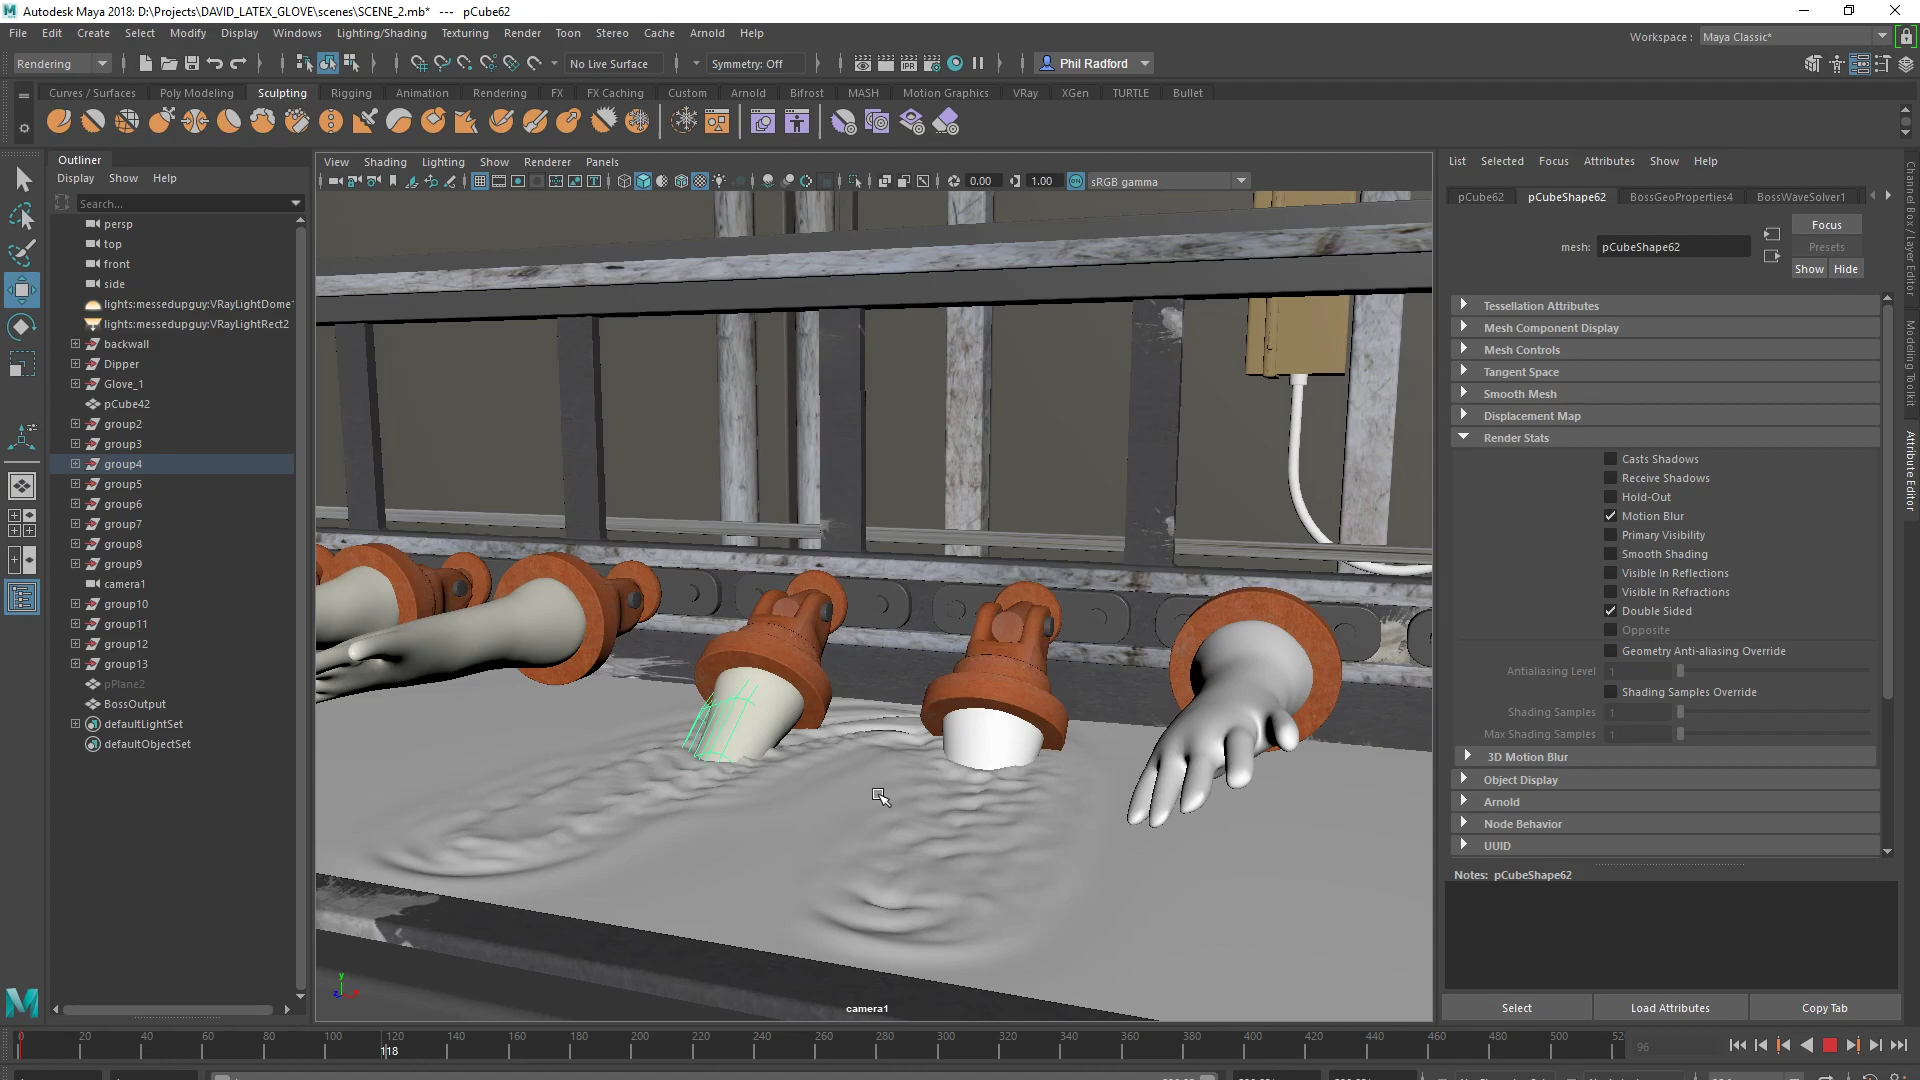 Autodesk Maya 2018: D:\Projects\DAVID_LATEX_GLOVE\scenes\SCENE_2.mb* --- pCube62
File Edit Create Select Modify Display Windows Lighting/Shading Texturing Render Toon Stereo Cache Arnold Help
Workspace : Maya Classic*
Rendering No Live Surface Symmetry: Off Phil Radford
Curves / Surfaces Poly Modeling Sculpting Rigging Animation Rendering FX FX Caching Custom Arnold Bifrost MASH Motion Graphics VRay XGen TURTLE Bullet
Outliner
Display Show Help
Search...
persp
top
front
side
lights:messedupguy:VRayLightDome
lights:messedupguy:VRayLightRect2
backwall
Dipper
Glove_1
pCube42
group2
group3
group4
group5
group6
group7
group8
group9
camera1
group10
group11
group12
group13
pPlane2
BossOutput
defaultLightSet
defaultObjectSet
View Shading Lighting Show Renderer Panels
0.00 1.00 sRGB gamma
camera1
List Selected Focus Attributes Show Help
pCube62 pCubeShape62 BossGeoProperties4 BossWaveSolver1
Focus
mesh: pCubeShape62
Presets
Show Hide
Tessellation Attributes
Mesh Component Display
Mesh Controls
Tangent Space
Smooth Mesh
Displacement Map
Render Stats
Casts Shadows
Receive Shadows
Hold-Out
Motion Blur
Primary Visibility
Smooth Shading
Visible In Reflections
Visible In Refractions
Double Sided
Opposite
Geometry Anti-aliasing Override
Antialiasing Level 1
Shading Samples Override
Shading Samples 1
Max Shading Samples 1
3D Motion Blur
Object Display
Arnold
Node Behavior
UUID
Notes: pCubeShape62
Select Load Attributes Copy Tab
Channel Box / Layer Editor
Modeling Toolkit
Attribute Editor
0 20 40 60 80 100 120 140 160 180 200 220 240 260 280 300 320 340 360 380 400 420 440 460 480 500 52
118
96